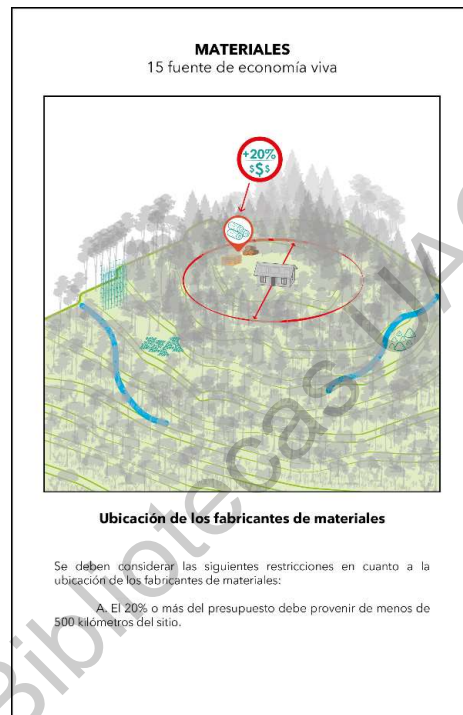 MATERIALES
15 fuente de economía viva
+20%
$$$
Ubicación de los fabricantes de materiales
Se deben considerar las siguientes restricciones en cuanto a la
ubicación de los fabricantes de materiales:
A. El 20% o más del presupuesto debe provenir de menos de
500 kilómetros del sitio.
Bibliotecas UAC